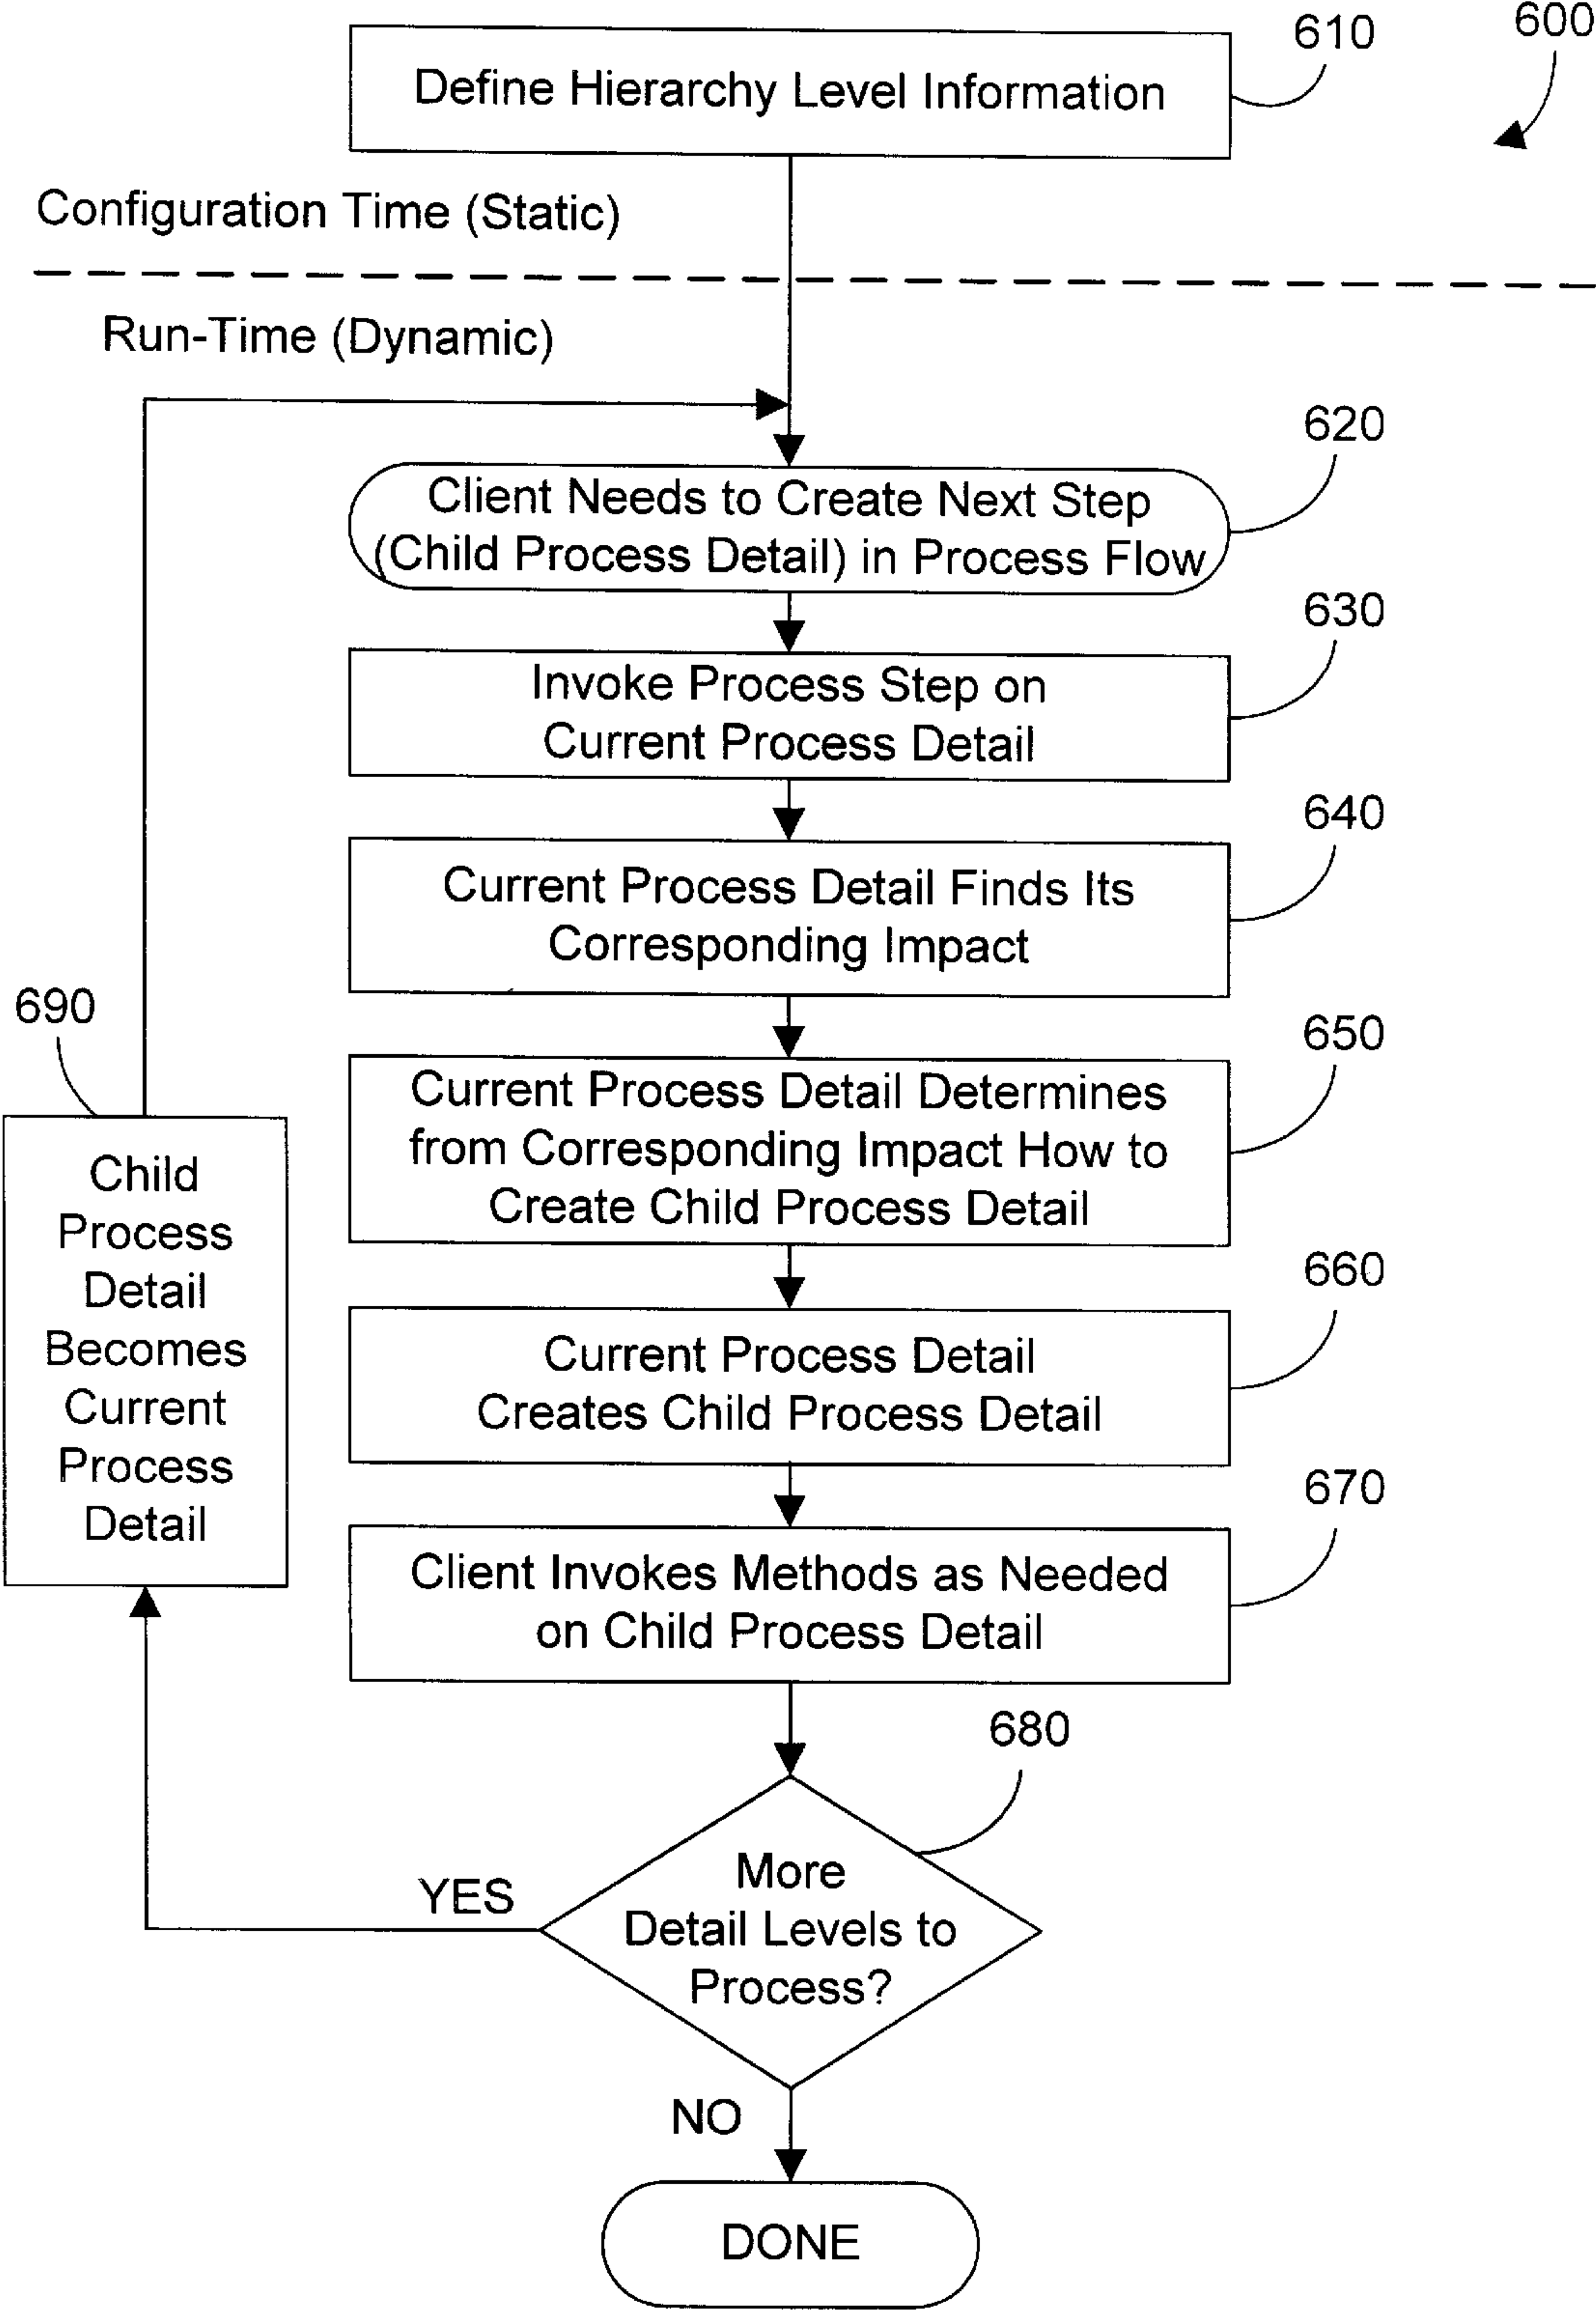 600
610
Define Hierarchy Level Information
Configuration Time (Static)
Run-Time (Dynamic)
620
Client Needs to Create Next Step
(Child Process Detail) in Process Flow
630
Invoke Process Step on
Current Process Detail
640
Current Process Detail Finds Its
Corresponding Impact
650
Current Process Detail Determines
from Corresponding Impact How to
Create Child Process Detail
660
Current Process Detail
Creates Child Process Detail
670
Client Invokes Methods as Needed
on Child Process Detail
680
More
Detail Levels to
Process?
YES
690
Child
Process
Detail
Becomes
Current
Process
Detail
NO
DONE